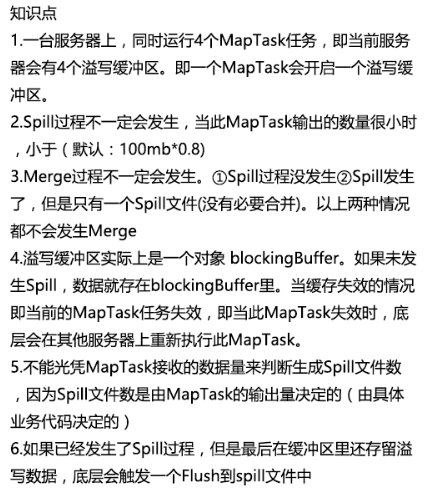 知识点
1.一台服务器上，同时运行4个MapTask任务，即当前服务
器会有4个溢写缓冲区。即一个MapTask会开启一个溢写缓
冲区。
2.Spill过程不一定会发生，当此MapTask输出的数量很小时
，小于 ( 默认：100mb*0.8)
3.Merge过程不一定会发生。①Spill过程没发生②Spill发生
了，但是只有一个Spill文件(没有必要合并)。以上两种情况
都不会发生Merge
4.溢写缓冲区实际上是一个对象 blockingBuffer。如果未发
生Spill，数据就存在blockingBuffer里。当缓存失效的情况
即当前的MapTask任务失效，即当此MapTask失效时，底
层会在其他服务器上重新执行此MapTask。
5.不能光凭MapTask接收的数据量来判断生成Spill文件数
，因为Spill文件数是由MapTask的输出量决定的（由具体
业务代码决定的）
6.如果已经发生了Spill过程，但是最后在缓冲区里还存留溢
写数据，底层会触发一个Flush到spill文件中